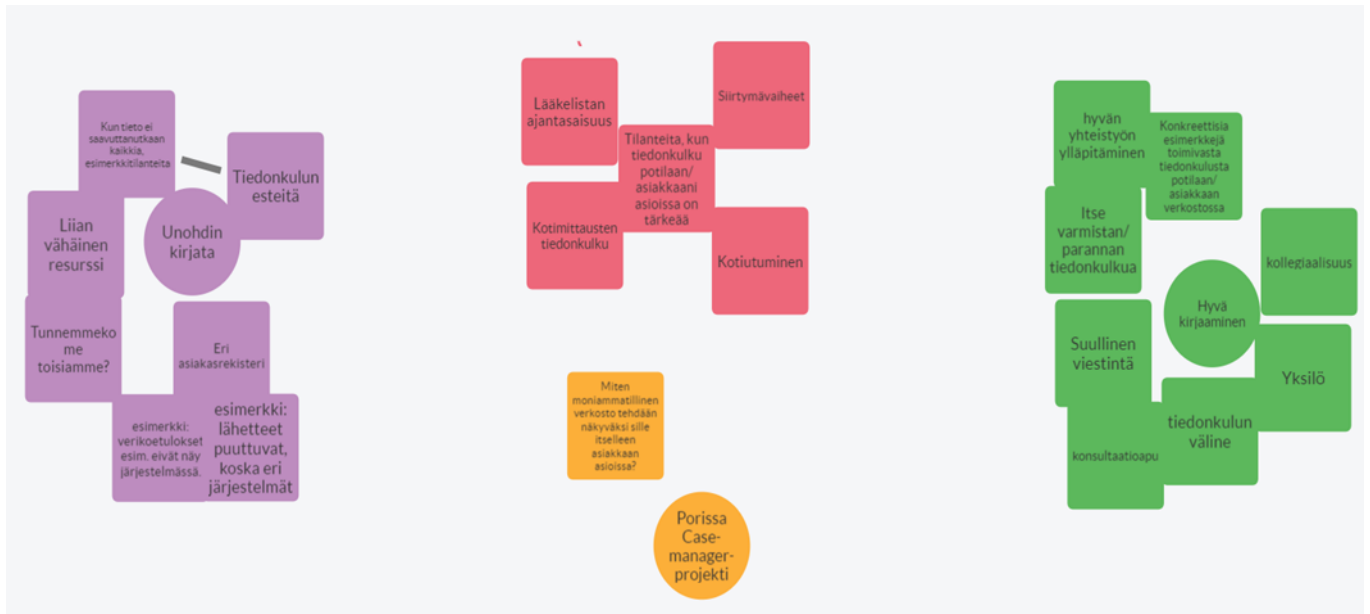 Kun tieto ei
saavuttanutkaan
kaikkia,
esimerkkitilanteita
Tiedonkulun
esteitä
Liian
vähäinen
resurssi
Unohdin
kirjata
Tunnemmeko
me
toisiamme?
Eri
asiakasrekisteri
esimerkki:
verikoetulokset
esim. eivät näy
järjestelmässä.
esimerkki:
lähetteet
puuttuvat,
koska eri
järjestelmät
Lääkelistan
ajantasaisuus
Siirtymävaiheet
Tilanteita, kun
tiedonkulku
potilaan/
asiakkaani
asioissa on
tärkeää
Kotimittausten
tiedonkulku
Kotiutuminen
Miten
moniammatillinen
verkosto tehdään
näkyväksi sille
itselleen
asiakkaan
asioissa?
Porissa
Case-
manager-
projekti
hyvän
yhteistyön
ylläpitäminen
Konkreettisia
esimerkkejä
toimivasta
tiedonkulusta
potilaan/
asiakkaan
verkostossa
Itse
varmistan/
parannan
tiedonkulkua
kollegiaalisuus
Hyvä
kirjaaminen
Suullinen
viestintä
Yksilö
tiedonkulun
väline
konsultaatioapu